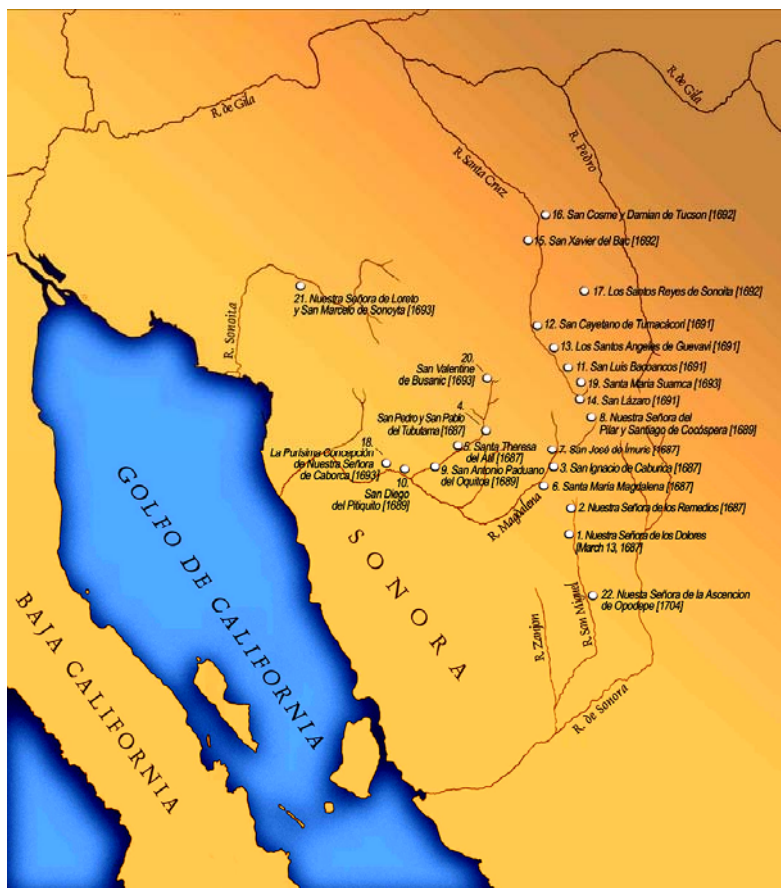 R. de Gila
R. de Gila
R. Pedro
R. Santa Cruz
16. San Cosme y Damian de Tucson [1692]
15. San Xavier del Bac [1692]
17. Los Santos Reyes de Sonoita [1692]
21. Nuestra Señora de Loreto
y San Marcelo de Sonoyta [1693]
R. Sonoita
12. San Cayetano de Tumacácori [1691]
13. Los Santos Angeles de Guevavi [1691]
20.
San Valentine
de Busanic [1693]
11. San Luis Bacoancos [1691]
19. Santa Maria Suamca [1693]
14. San Lázaro [1691]
4.
San Pedro y San Pablo
del Tubutama [1687]
8. Nuestra Señora del
Pilar y Santiago de Cocóspera [1689]
18.
La Purísima Concepción
de Nuestra Señora
de Caborca [1693]
5. Santa Theresa
del Atil [1687]
7. San José de Imuris [1687]
3. San Ignacio de Caburica [1687]
9. San Antonio Paduano
del Oquitoa [1689]
10.
San Diego
del Pitiquito [1689]
6. Santa Maria Magdalena [1687]
R. Magdalena
2. Nuestra Señora de los Remedios [1687]
1. Nuestra Señora de los Dolores
[March 13, 1687]
GOLFO DE CALIFORNIA
SONORA
BAJA CALIFORNIA
R. Zanjon
R. San Miguel
22. Nuesta Señora de la Ascencion
de Opodepe [1704]
R. de Sonora